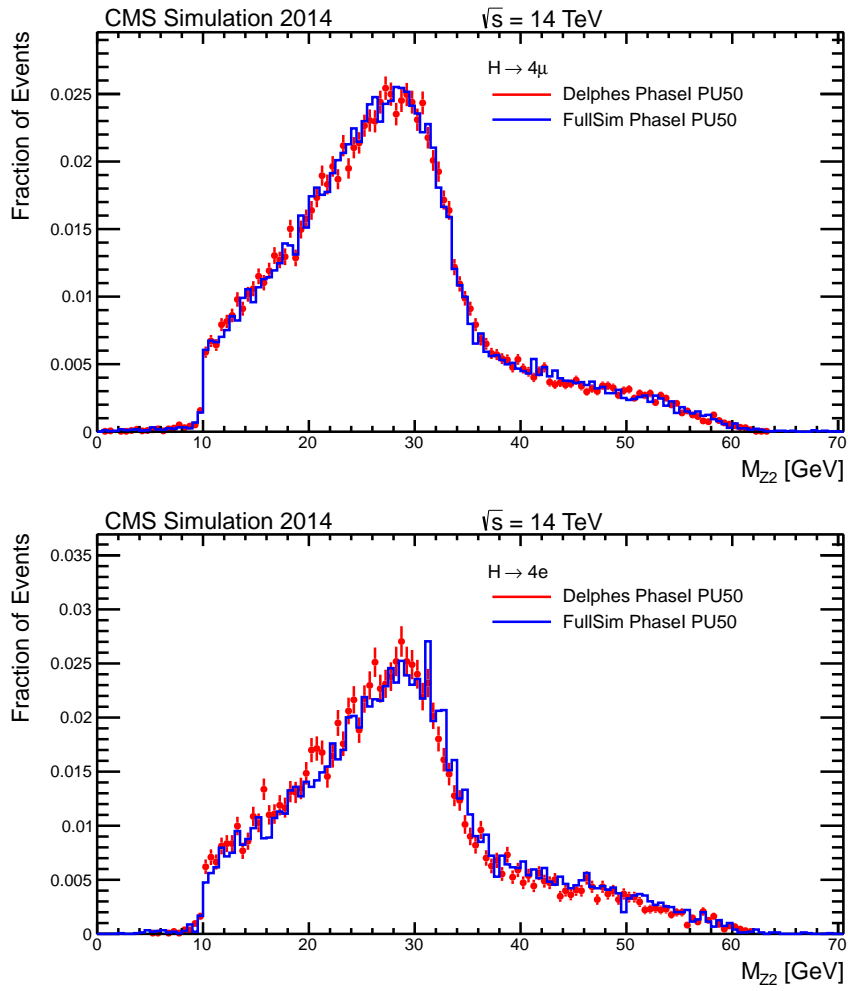 CMS Simulation 2014 √s = 14 TeV
Fraction of Events
0.025
0.02
0.015
0.01
0.005
0
H → 4μ
Delphes PhaseI PU50
FullSim PhaseI PU50
0 10 20 30 40 50 60 70
M_Z2 [GeV]
CMS Simulation 2014 √s = 14 TeV
Fraction of Events
0.035
0.03
0.025
0.02
0.015
0.01
0.005
0
H → 4e
Delphes PhaseI PU50
FullSim PhaseI PU50
0 10 20 30 40 50 60 70
M_Z2 [GeV]